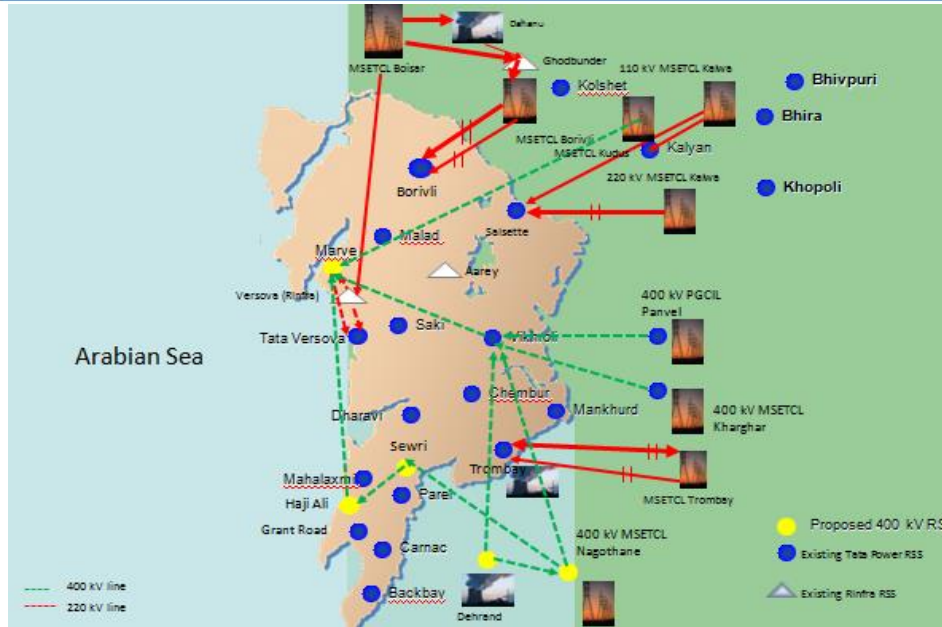 Dahanu
MSETCL Boisar
Ghodbunder
110 kV MSETCL Kalwa
Kolshet
Bhivpuri
Bhira
MSETCL Borivli
MSETCL Kudus
Kalyan
220 kV MSETCL Kalwa
Khopoli
Borivli
Salsette
Malad
Marve
Aarey
Versova (Rinfra)
400 kV PGCIL
Panvel
Saki
Tata Versova
Vikhroli
Arabian Sea
Chembur
Mankhurd
400 kV MSETCL
Kharghar
Dharavi
Sewri
Trombay
MSETCL Trombay
Mahalaxmi
Haji Ali
Parel
Grant Road
Carnac
400 kV MSETCL
Nagothane
Backbay
Dehrand
Proposed 400 kV RS
Existing Tata Power RSS
Existing Rinfra RSS
400 kV line
220 kV line